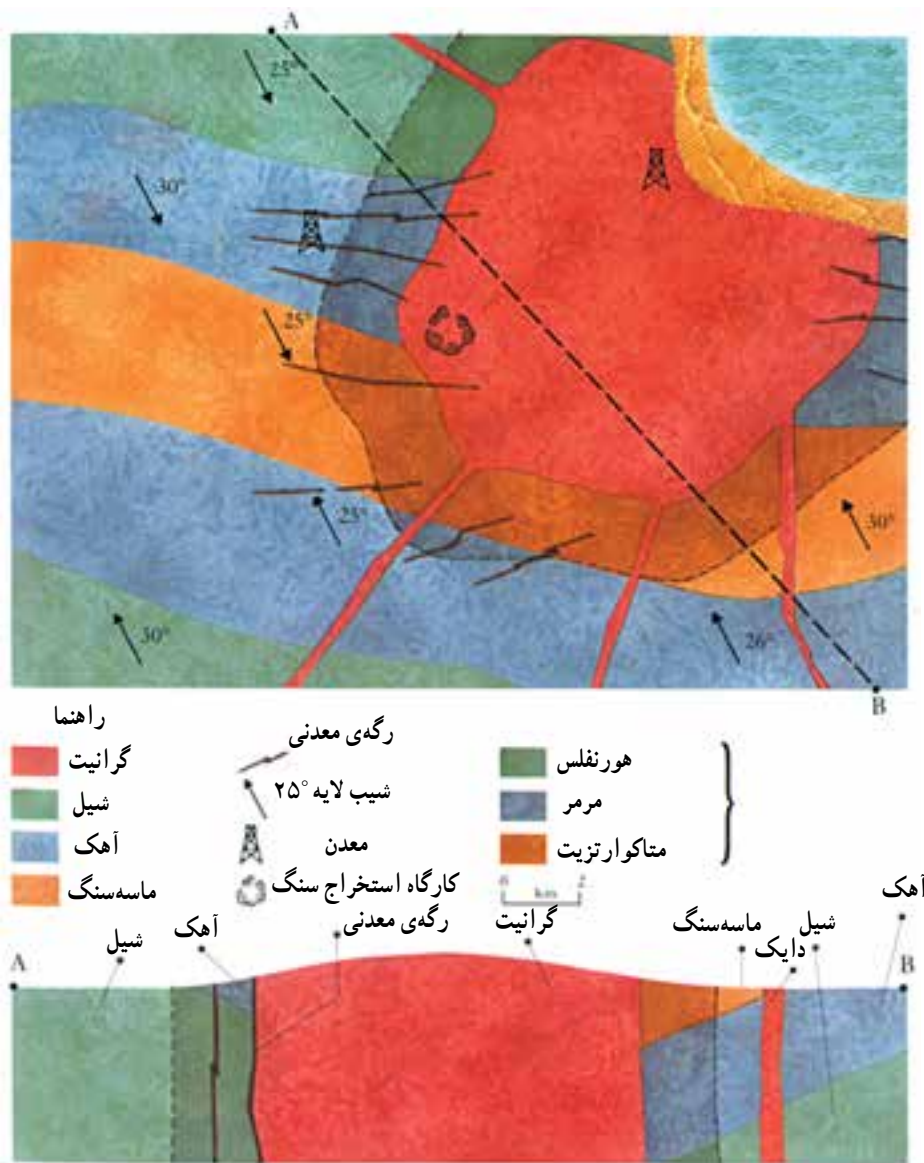 A
25°
30°
25°
25°
30°
30°
26°
B
راهنما
گرانیت
شیل
آهک
ماسه‌سنگ
رگه‌ی معدنی
شیب لایه ۲۵°
معدن
کارگاه استخراج سنگ
هورنفلس
مرمر
متاکوارتزیت
km
A
شیل
آهک
رگه‌ی معدنی
گرانیت
ماسه‌سنگ
دایک
شیل
آهک
B